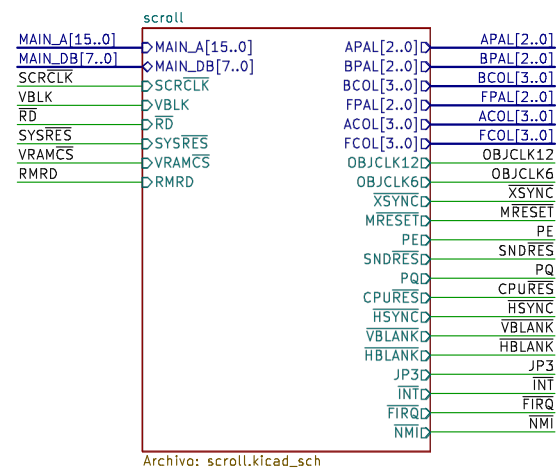 scroll
MAIN_A[15..0] MAIN_A[15..0] APAL[2..0] APAL[2..0]
MAIN_DB[7..0] MAIN_DB[7..0] BPAL[2..0] BPAL[2..0]
SCRCLK SCRCLK BCOL[3..0] BCOL[3..0]
VBLK VBLK FPAL[2..0] FPAL[2..0]
RD RD ACOL[3..0] ACOL[3..0]
SYSRES SYSRES FCOL[3..0] FCOL[3..0]
VRAMCS VRAMCS OBJCLK12 OBJCLK12
RMRD RMRD OBJCLK6 OBJCLK6
XSYNC XSYNC
MRESET MRESET
PE PE
SNDRES SNDRES
PQ PQ
CPURES CPURES
HSYNC HSYNC
VBLANK VBLANK
HBLANK HBLANK
JP3 JP3
INT INT
FIRQ FIRQ
NMI NMI
Archivo: scroll.kicad_sch